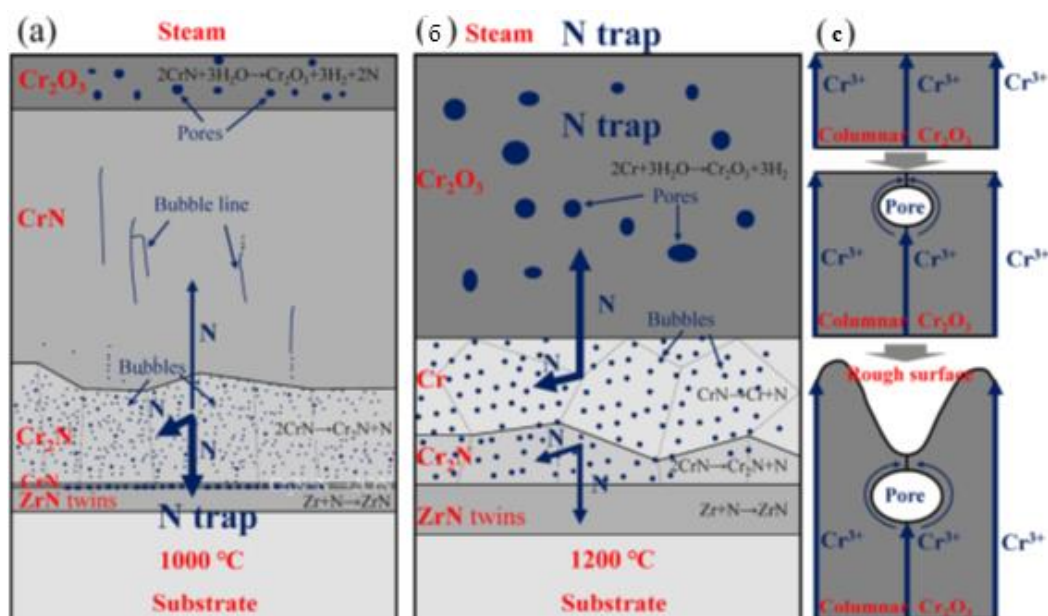 (a)
Steam
Cr₂O₃
2CrN+3H₂O→Cr₂O₃+3H₂+2N
Pores
CrN
Bubble line
N
Bubbles
N
Cr₂N
2CrN→Cr₂N+N
N
CrN
ZrN twins
Zr+N→ZrN
N trap
1000 °C
Substrate
(б)
Steam
N trap
N trap
Cr₂O₃
2Cr+3H₂O→Cr₂O₃+3H₂
Pores
N
Bubbles
Cr
N
CrN→Cr+N
N
Cr₂N
2CrN→Cr₂N+N
N
ZrN twins
Zr+N→ZrN
1200 °C
Substrate
(с)
Cr³⁺ Cr³⁺ Cr³⁺
Columnar Cr₂O₃
Pore
Cr³⁺ Cr³⁺ Cr³⁺
Columnar Cr₂O₃
Rough surface
Pore
Cr³⁺ Cr³⁺ Cr³⁺
Columnar Cr₂O₃